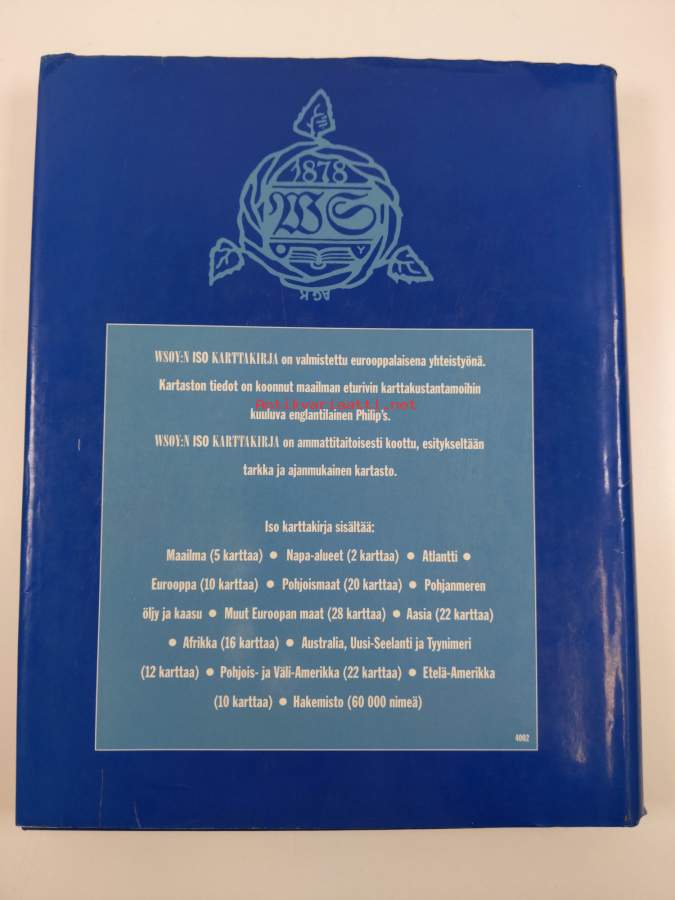 1878
WS
O Y
WSOY:N ISO KARTTAKIRJA on valmistettu eurooppalaisena yhteistyönä.
Kartaston tiedot on koonnut maailman eturivin karttakustantamoihin
Antikvariaatti.net
kuuluva englantilainen Philip's.
WSOY:N ISO KARTTAKIRJA on ammattitaitoisesti koottu, esitykseltään
tarkka ja ajanmukainen kartasto.
Iso karttakirja sisältää:
Maailma (5 karttaa) ● Napa-alueet (2 karttaa) ● Atlantti ●
Eurooppa (10 karttaa) ● Pohjoismaat (20 karttaa) ● Pohjanmeren
öljy ja kaasu ● Muut Euroopan maat (28 karttaa) ● Aasia (22 karttaa)
● Afrikka (16 karttaa) ● Australia, Uusi-Seelanti ja Tyynimeri
(12 karttaa) ● Pohjois- ja Väli-Amerikka (22 karttaa) ● Etelä-Amerikka
(10 karttaa) ● Hakemisto (60 000 nimeä)
4002